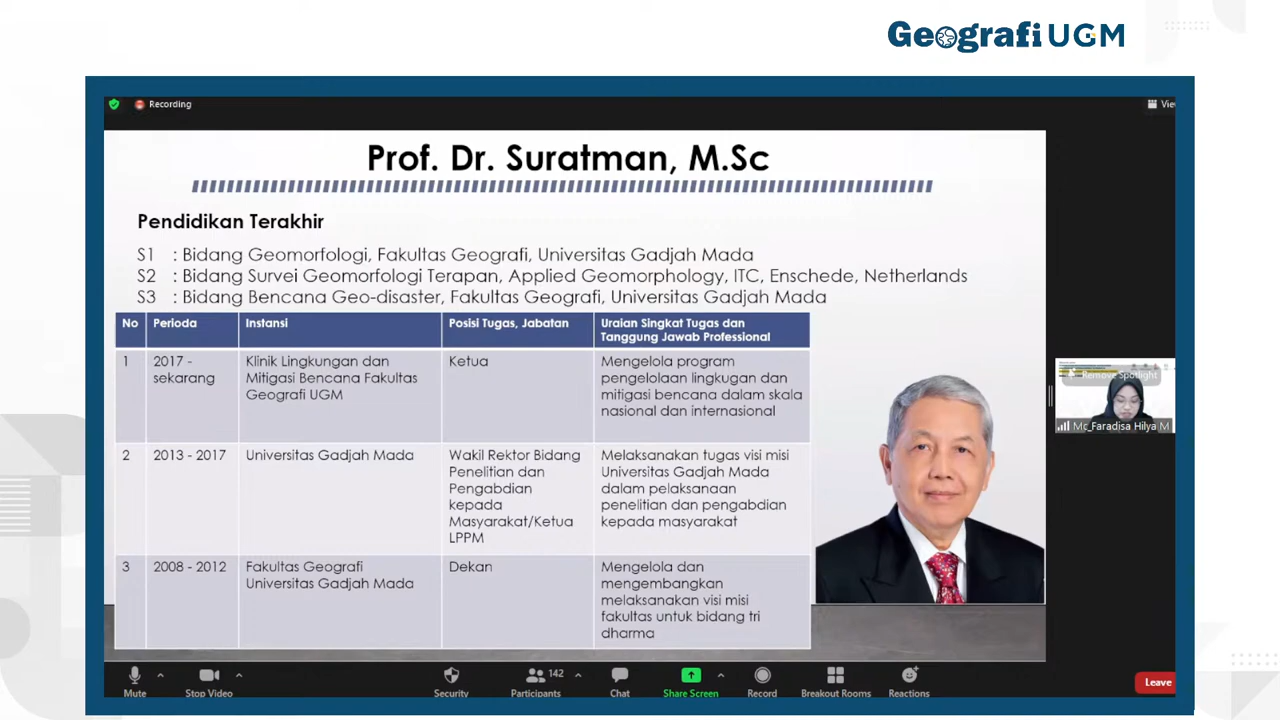 Geografi UGM
Recording
Vie
Prof. Dr. Suratman, M.Sc
Pendidikan Terakhir
S1 : Bidang Geomorfologi, Fakultas Geografi, Universitas Gadjah Mada
S2 : Bidang Survei Geomorfologi Terapan, Applied Geomorphology, ITC, Enschede, Netherlands
S3 : Bidang Bencana Geo-disaster, Fakultas Geografi, Universitas Gadjah Mada
No Perioda Instansi Posisi Tugas, Jabatan Uraian Singkat Tugas dan
Tanggung Jawab Professional
1 2017 - Klinik Lingkungan dan Ketua Mengelola program
sekarang Mitigasi Bencana Fakultas pengelolaan lingkugan dan
Geografi UGM mitigasi bencana dalam skala
nasional dan internasional
2 2013 - 2017 Universitas Gadjah Mada Wakil Rektor Bidang Melaksanakan tugas visi misi
Penelitian dan Universitas Gadjah Mada
Pengabdian dalam pelaksanaan
kepada penelitian dan pengabdian
Masyarakat/Ketua kepada masyarakat
LPPM
3 2008 - 2012 Fakultas Geografi Dekan Mengelola dan
Universitas Gadjah Mada mengembangkan
melaksanakan visi misi
fakultas untuk bidang tri
dharma
Remove Spotlight
Mc_Faradisa Hilya M
142
Mute Stop Video Security Participants Chat Share Screen Record Breakout Rooms Reactions Leave